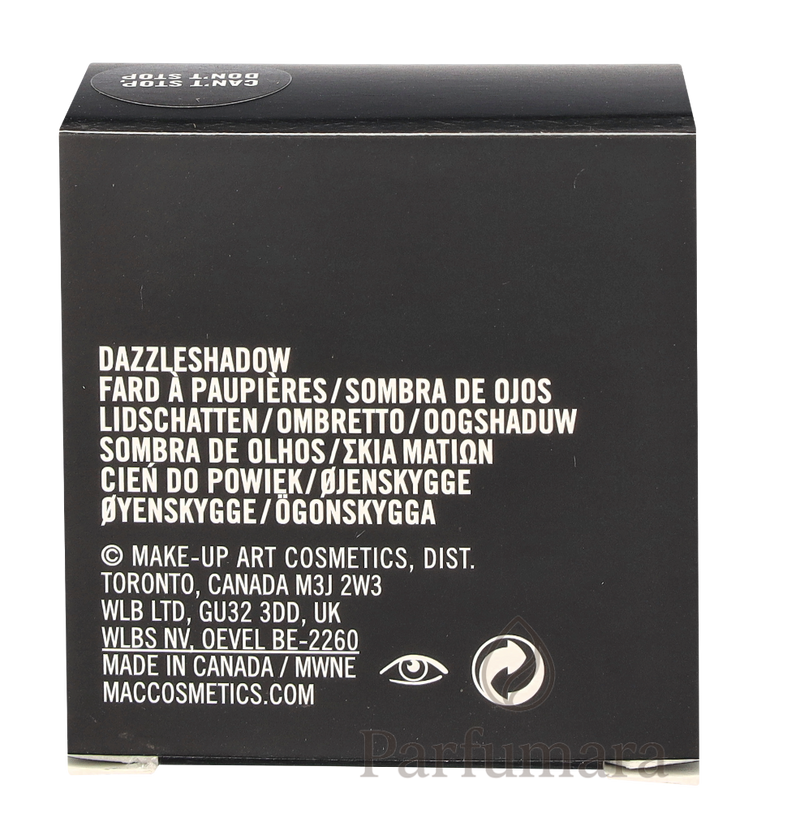 CAN'T STOP,
DON'T STOP
DAZZLESHADOW
FARD À PAUPIÈRES/SOMBRA DE OJOS
LIDSCHATTEN/OMBRETTO/OOGSHADUW
SOMBRA DE OLHOS/ΣΚΙΑ ΜΑΤΙΩΝ
CIEŃ DO POWIEK/ØJENSKYGGE
ØYENSKYGGE/ÖGONSKYGGA
© MAKE-UP ART COSMETICS, DIST.
TORONTO, CANADA M3J 2W3
WLB LTD, GU32 3DD, UK
WLBS NV, OEVEL BE-2260
MADE IN CANADA / MWNE
MACCOSMETICS.COM
Parfumara